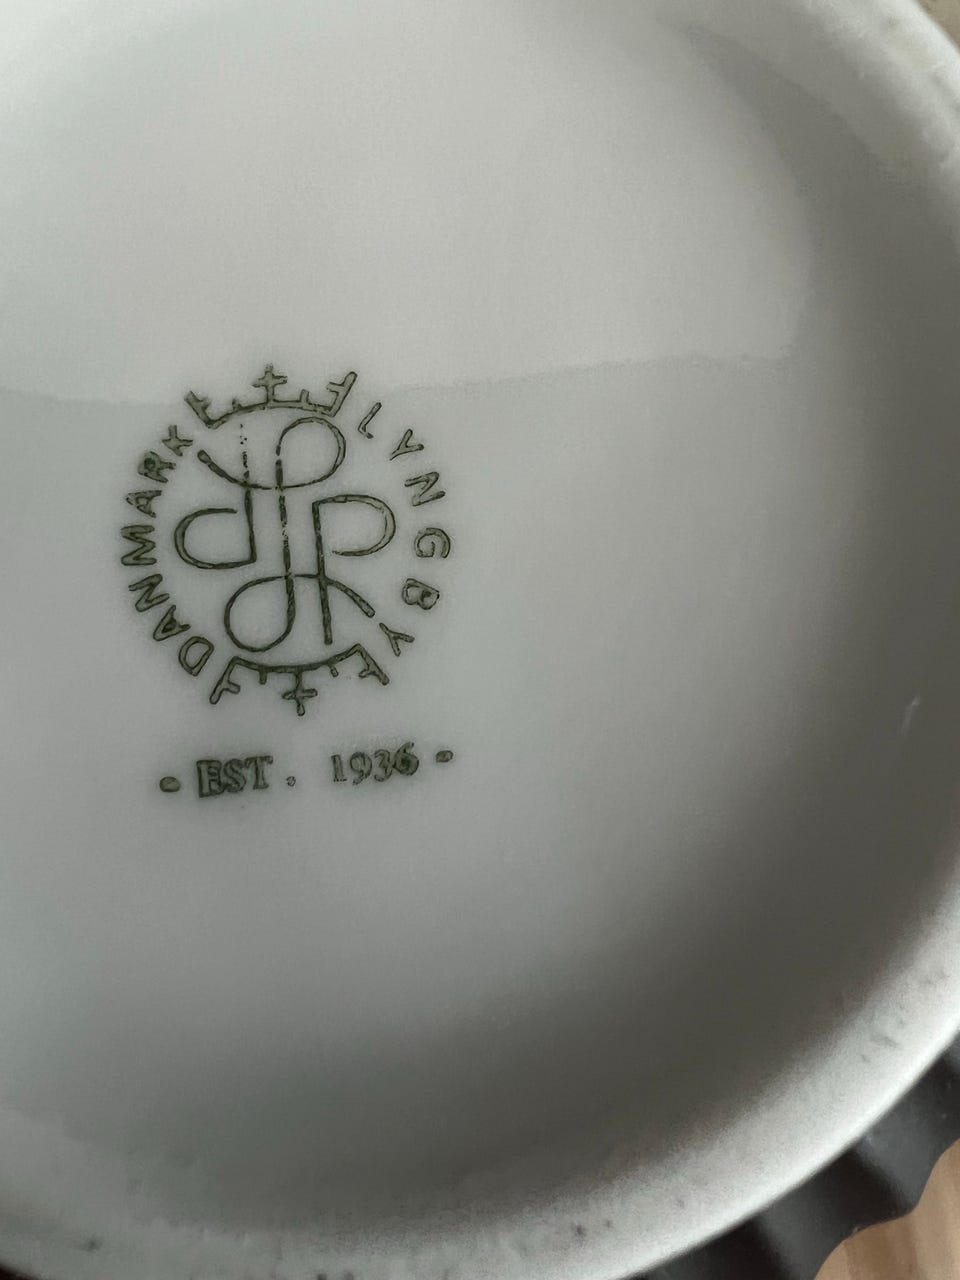 DANMARK LYNGBY
• EST. 1936 •